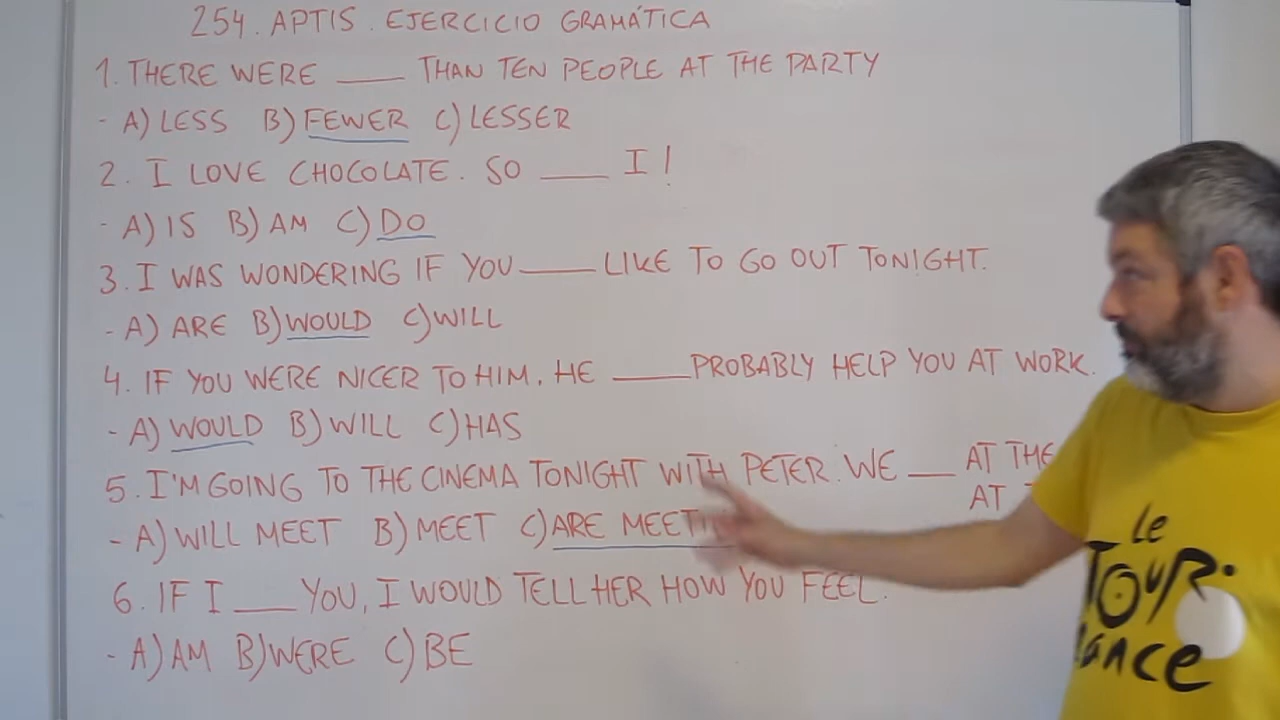 254. APTIS. EJERCICIO GRAMÁTICA
1. THERE WERE ____ THAN TEN PEOPLE AT THE PARTY
- A) LESS B) FEWER C) LESSER
2. I LOVE CHOCOLATE. SO ____ I!
- A) IS B) AM C) DO
3. I WAS WONDERING IF YOU ____ LIKE TO GO OUT TONIGHT.
- A) ARE B) WOULD C) WILL
4. IF YOU WERE NICER TO HIM, HE ____ PROBABLY HELP YOU AT WORK.
- A) WOULD B) WILL C) HAS
5. I'M GOING TO THE CINEMA TONIGHT WITH PETER. WE ___ AT THE
AT
- A) WILL MEET B) MEET C) ARE
6. IF I ____ YOU, I WOULD TELL HER HOW YOU FEEL.
- A) AM B) WERE C) BE
Le
TOUR